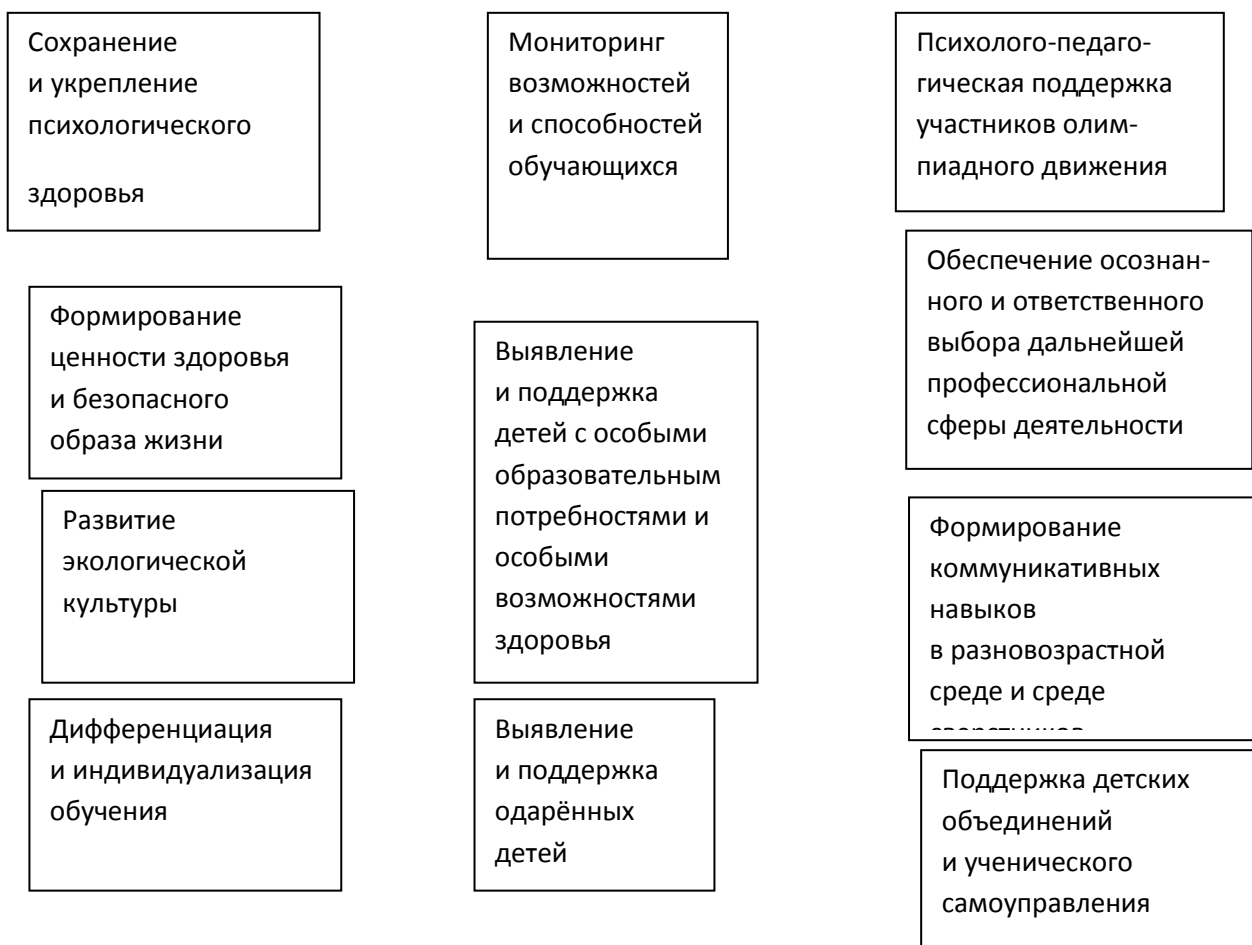 Сохранение
и укрепление
психологического
здоровья
Формирование
ценности здоровья
и безопасного
образа жизни
Развитие
экологической
культуры
Дифференциация
и индивидуализация
обучения
Мониторинг
возможностей
и способностей
обучающихся
Выявление
и поддержка
детей с особыми
образовательным
потребностями и
особыми
возможностями
здоровья
Выявление
и поддержка
одарённых
детей
Психолого-педаго-
гическая поддержка
участников олим-
пиадного движения
Обеспечение осознан-
ного и ответственного
выбора дальнейшей
профессиональной
сферы деятельности
Формирование
коммуникативных
навыков
в разновозрастной
среде и среде
Поддержка детских
объединений
и ученического
самоуправления